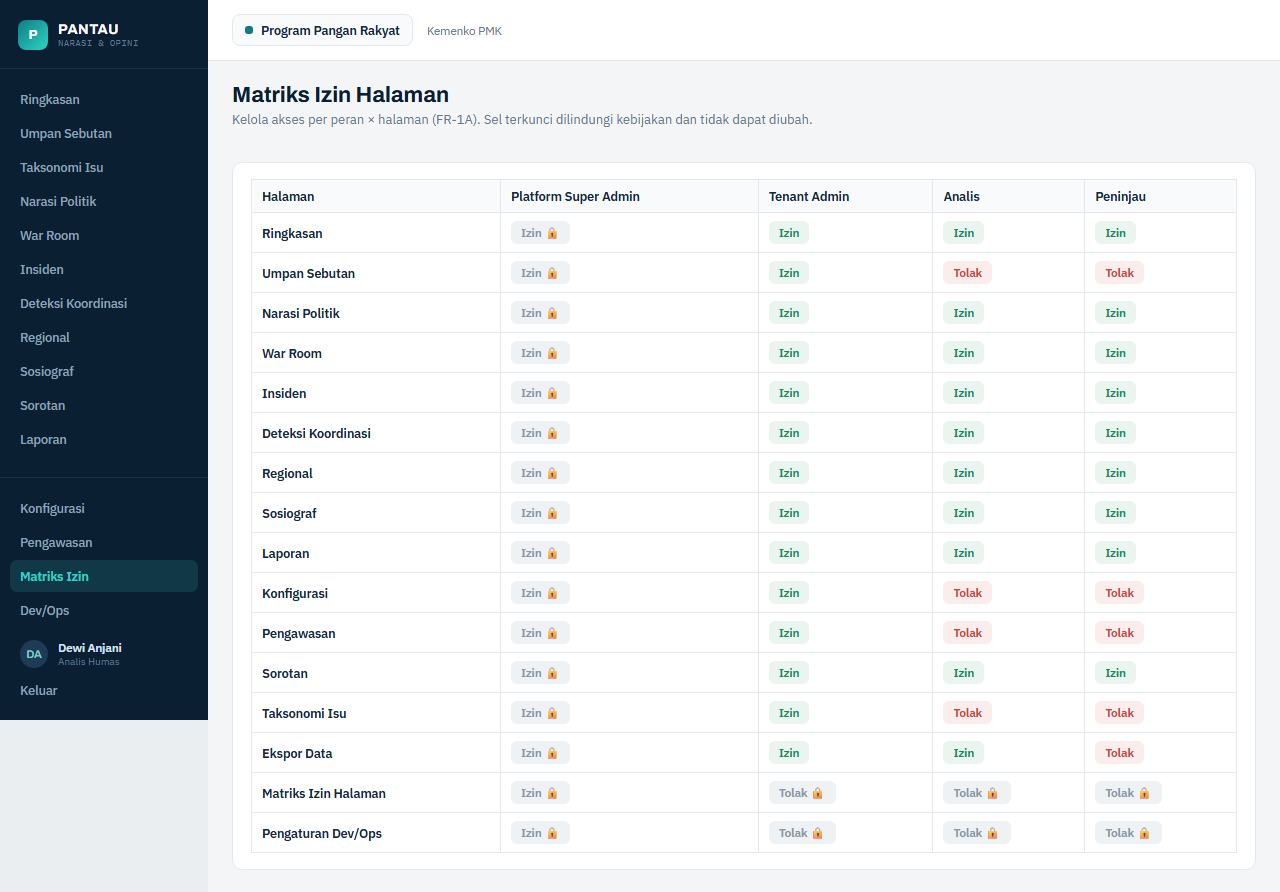 P
PANTAU
NARASI & OPINI
Ringkasan
Umpan Sebutan
Taksonomi Isu
Narasi Politik
War Room
Insiden
Deteksi Koordinasi
Regional
Sosiograf
Sorotan
Laporan
Konfigurasi
Pengawasan
Matriks Izin
Dev/Ops
DA
Dewi Anjani
Analis Humas
Keluar
Program Pangan Rakyat Kemenko PMK
Matriks Izin Halaman
Kelola akses per peran × halaman (FR-1A). Sel terkunci dilindungi kebijakan dan tidak dapat diubah.
Halaman Platform Super Admin Tenant Admin Analis Peninjau
Ringkasan Izin 🔒 Izin Izin Izin
Umpan Sebutan Izin 🔒 Izin Tolak Tolak
Narasi Politik Izin 🔒 Izin Izin Izin
War Room Izin 🔒 Izin Izin Izin
Insiden Izin 🔒 Izin Izin Izin
Deteksi Koordinasi Izin 🔒 Izin Izin Izin
Regional Izin 🔒 Izin Izin Izin
Sosiograf Izin 🔒 Izin Izin Izin
Laporan Izin 🔒 Izin Izin Izin
Konfigurasi Izin 🔒 Izin Tolak Tolak
Pengawasan Izin 🔒 Izin Tolak Tolak
Sorotan Izin 🔒 Izin Izin Izin
Taksonomi Isu Izin 🔒 Izin Tolak Tolak
Ekspor Data Izin 🔒 Izin Izin Tolak
Matriks Izin Halaman Izin 🔒 Tolak 🔒 Tolak 🔒 Tolak 🔒
Pengaturan Dev/Ops Izin 🔒 Tolak 🔒 Tolak 🔒 Tolak 🔒